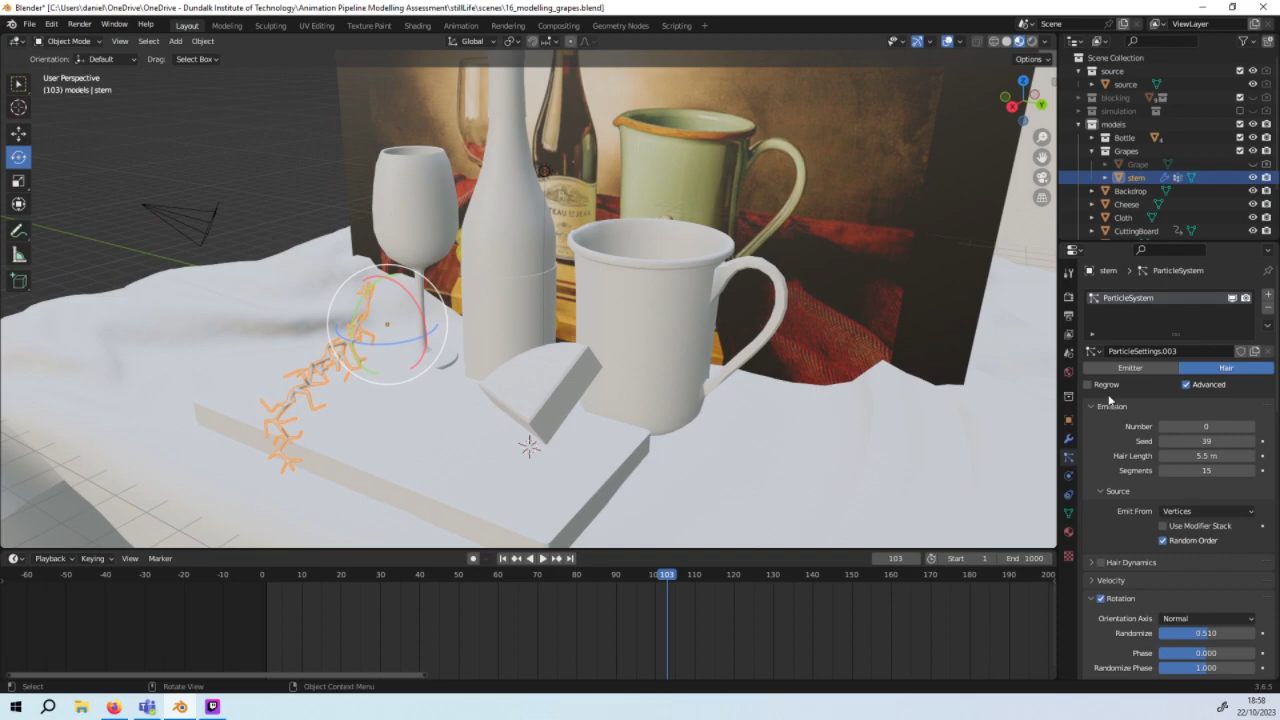 Blender* [C:\Users\daniel\OneDrive\OneDrive - Dundalk Institute of Technology\Animation Pipeline Modelling Assessment\stillLife\scenes\16_modelling_grapes.blend]
File Edit Render Window Help Layout Modeling Sculpting UV Editing Texture Paint Shading Animation Rendering Compositing Geometry Nodes Scripting + Scene ViewLayer
Object Mode View Select Add Object Global
Orientation: Default Drag: Select Box Options
User Perspective
(103) models | stem
X
Y
Z
CHATEAU ST JEAN
Scene Collection
source
source
blocking
simulation
models
Bottle
Grapes
Grape
stem
Backdrop
Cheese
Cloth
CuttingBoard
stem > ParticleSystem
ParticleSystem
ParticleSettings.003
Emitter Hair
Regrow Advanced
Emission
Number 0
Seed 39
Hair Length 5.5 m
Segments 15
Source
Emit From Vertices
Use Modifier Stack
Random Order
Hair Dynamics
Velocity
Rotation
Orientation Axis Normal
Randomize 0.510
Phase 0.000
Randomize Phase 1.000
Playback Keying View Marker 103 Start 1 End 1000
-60 -50 -40 -30 -20 -10 0 10 20 30 40 50 60 70 80 90 103 110 120 130 140 150 160 170 180 190 200
Select Rotate View Object Context Menu 3.6.5
18:58
22/10/2023